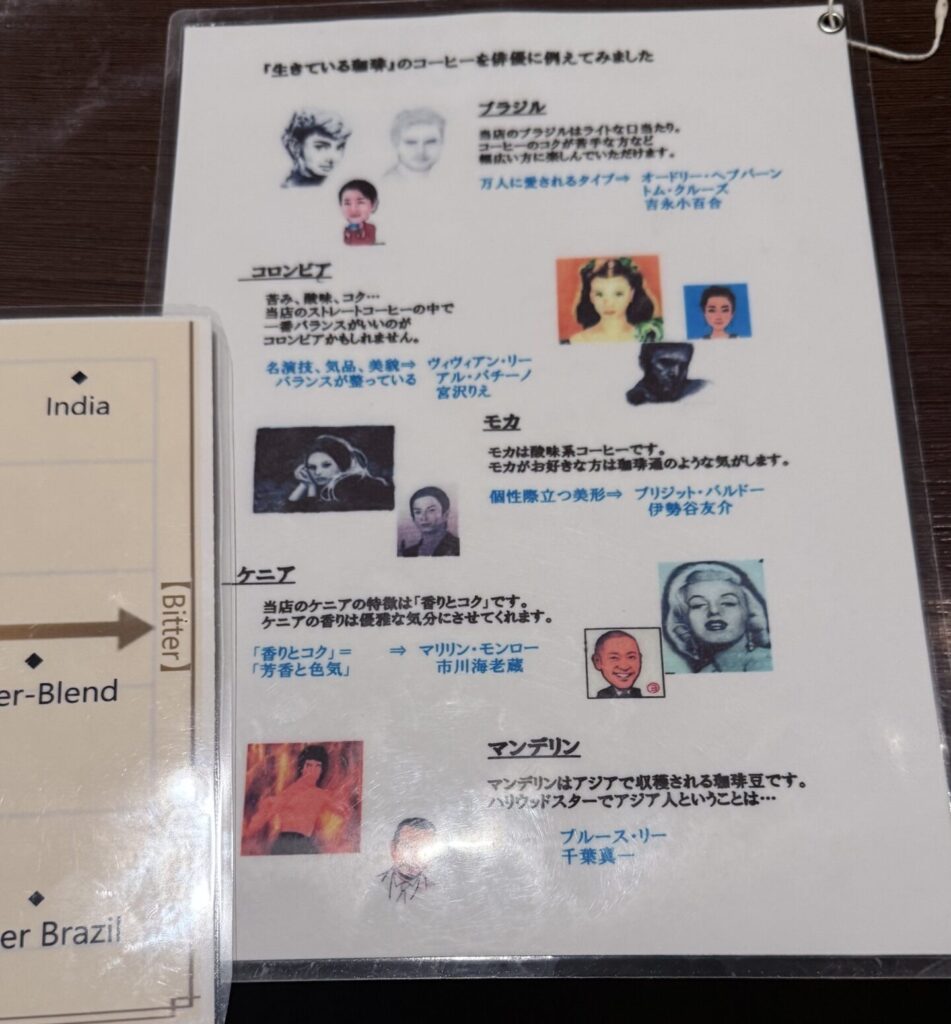 『生きている珈琲』のコーヒーを俳優に例えてみました
ブラジル
当店のブラジルはライトな口当たり。
コーヒーのコクが苦手な方など
幅広い方に楽しんでいただけます。
万人に愛されるタイプ⇒ オードリー・ヘプバーン
トム・クルーズ
吉永小百合
コロンビア
苦み、酸味、コク…
当店のストレートコーヒーの中で
一番バランスがいいのが
コロンビアかもしれません。
名演技、気品、美貌⇒ ヴィヴィアン・リー
バランスが整っている アル・パチーノ
宮沢りえ
モカ
モカは酸味系コーヒーです。
モカがお好きな方は珈琲通のような気がします。
個性際立つ美形⇒ ブリジット・バルドー
伊勢谷友介
ケニア
当店のケニアの特徴は「香りとコク」です。
ケニアの香りは優雅な気分にさせてくれます。
「香りとコク」＝ ⇒ マリリン・モンロー
「芳香と色気」 市川海老蔵
マンデリン
マンデリンはアジアで収穫される珈琲豆です。
ハリウッドスターでアジア人ということは…
ブルース・リー
千葉真一
India
【Bitter】
er-Blend
er Brazil